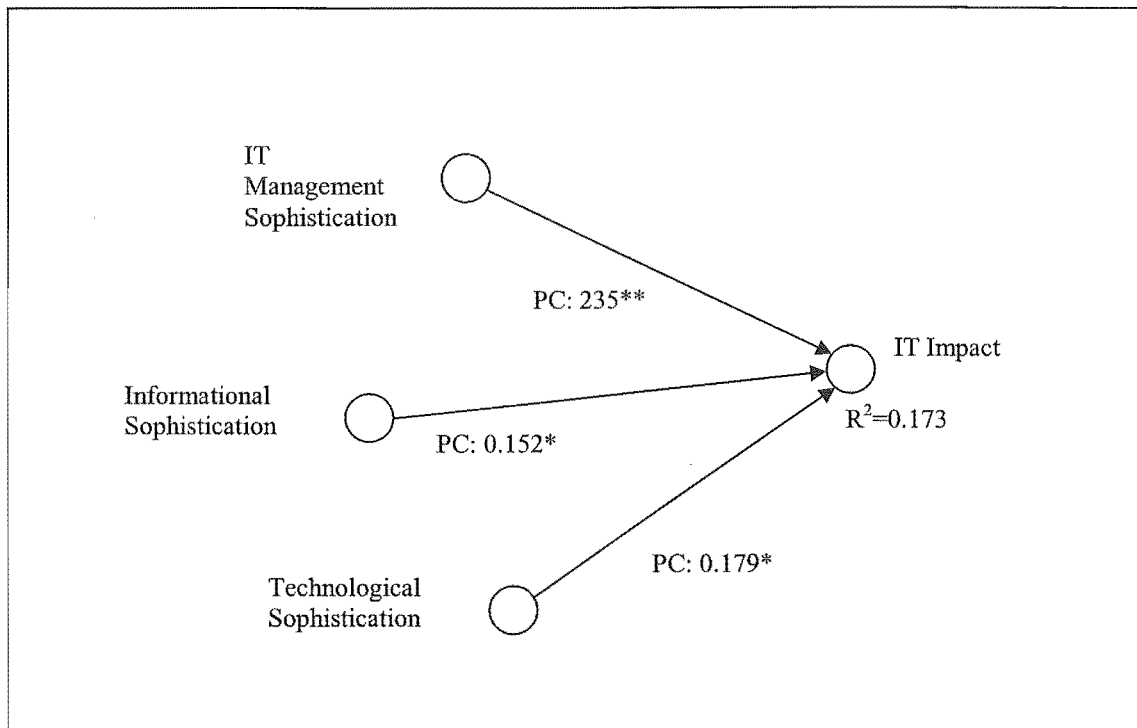 IT
Management
Sophistication
PC: 235**
IT Impact
R²=0.173
Informational
Sophistication
PC: 0.152*
PC: 0.179*
Technological
Sophistication